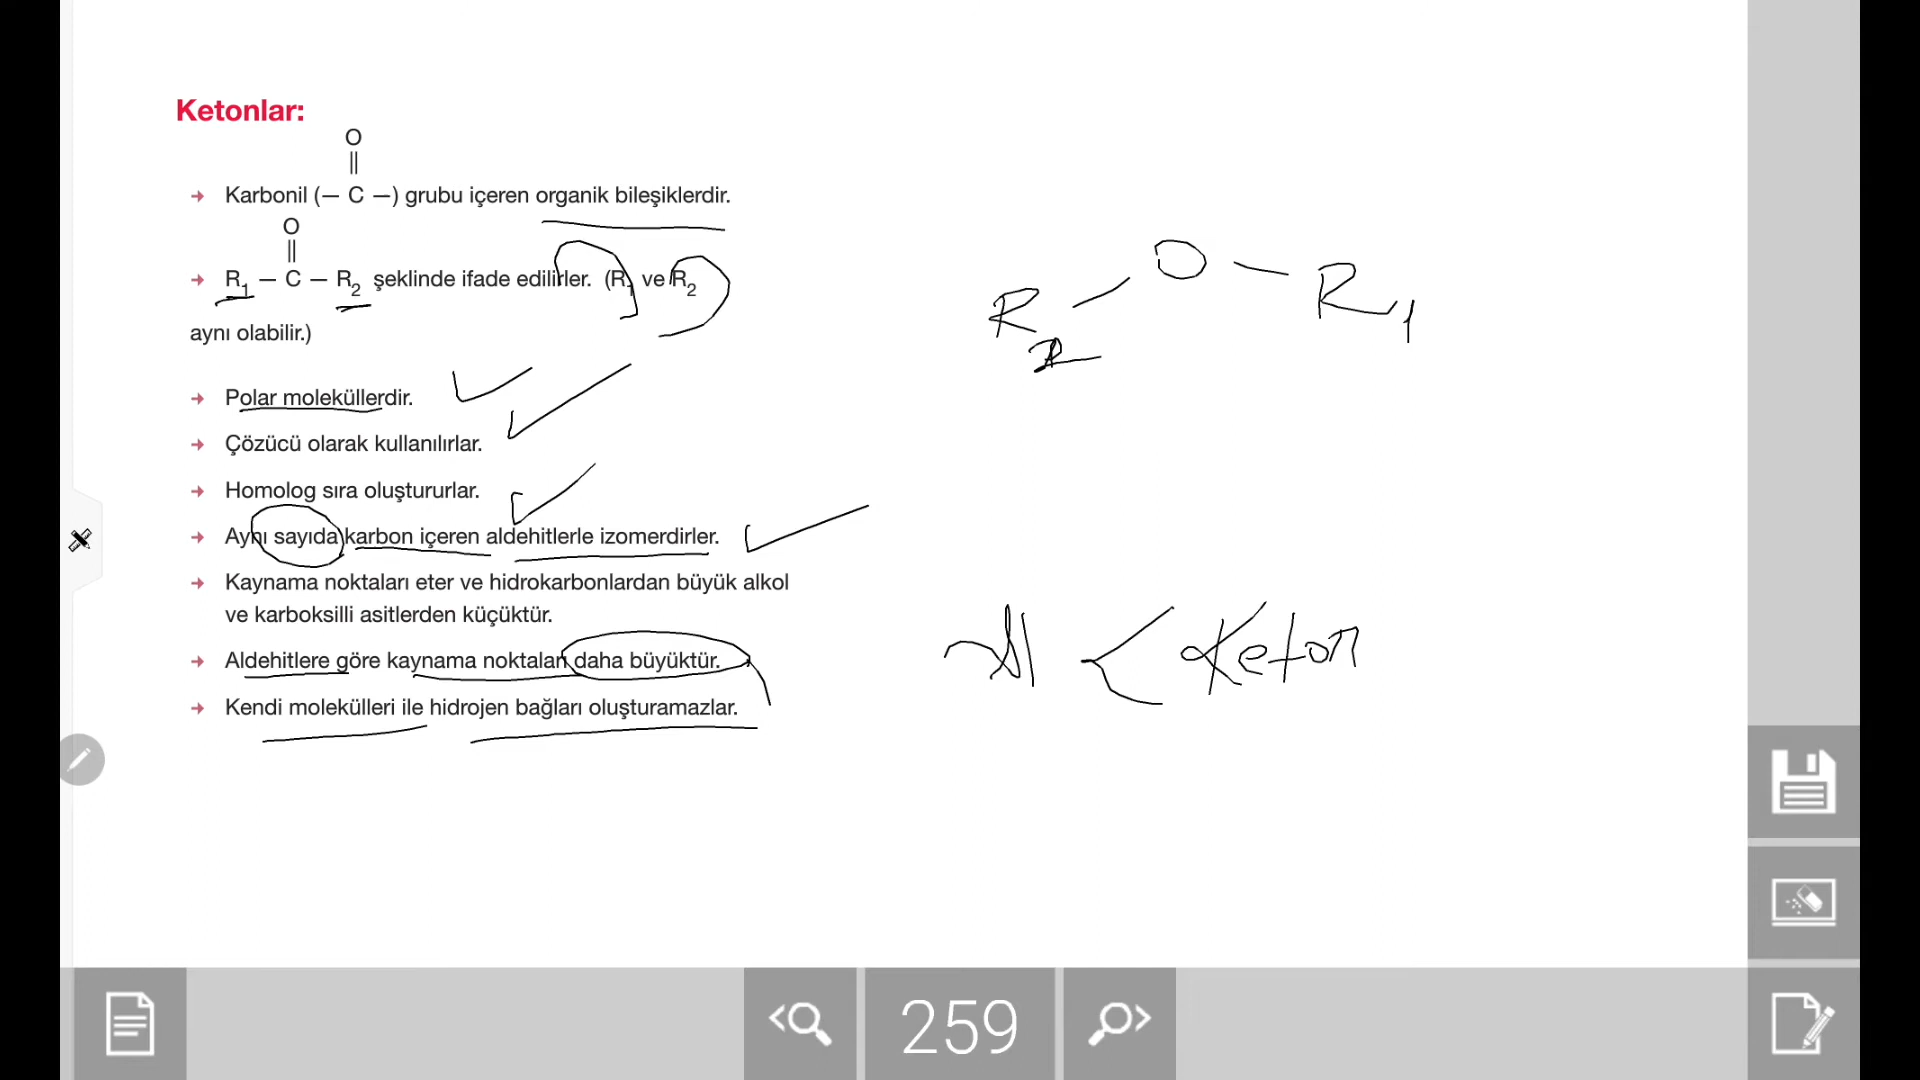 Ketonlar:
O
||
→ Karbonil (— C —) grubu içeren organik bileşiklerdir.
O
||
→ R1 — C — R2 şeklinde ifade edilirler. (R1 ve R2
aynı olabilir.)
→ Polar moleküllerdir.
→ Çözücü olarak kullanılırlar.
→ Homolog sıra oluştururlar.
→ Aynı sayıda karbon içeren aldehitlerle izomerdirler.
→ Kaynama noktaları eter ve hidrokarbonlardan büyük alkol
ve karboksilli asitlerden küçüktür.
→ Aldehitlere göre kaynama noktaları daha büyüktür.
→ Kendi molekülleri ile hidrojen bağları oluşturamazlar.
R2 — O — R1
< Keton
259